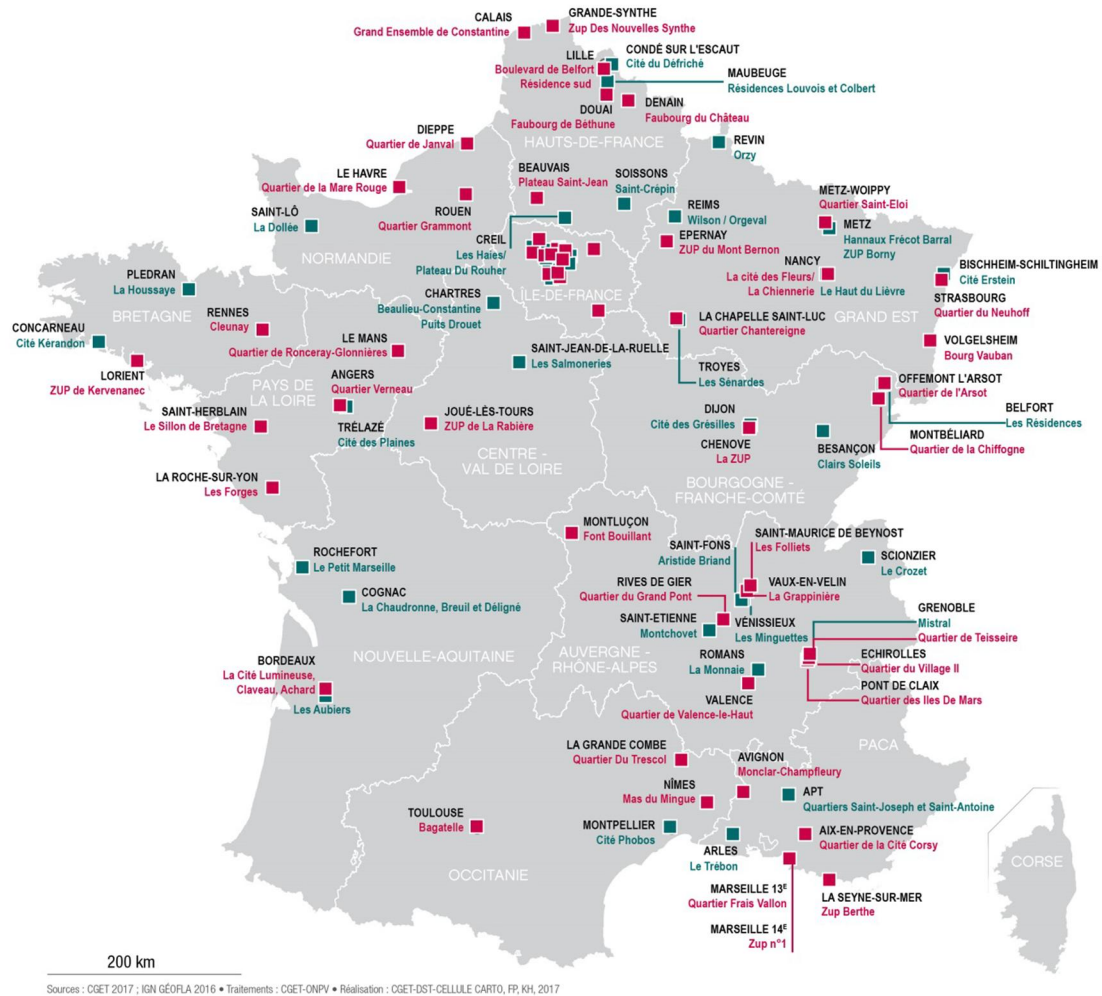 CALAIS
Grand Ensemble de Constantine
GRANDE-SYNTHE
Zup Des Nouvelles Synthe
LILLE
Boulevard de Belfort
Résidence sud
CONDÉ SUR L'ESCAUT
Cité du Défriché
MAUBEUGE
Résidences Louvois et Colbert
DOUAI
Faubourg de Béthune
DENAIN
Faubourg du Château
HAUTS-DE-FRANCE
DIEPPE
Quartier de Janval
REVIN
Orzy
LE HAVRE
Quartier de la Mare Rouge
BEAUVAIS
Plateau Saint-Jean
SOISSONS
Saint-Crépin
METZ-WOIPPY
Quartier Saint-Eloi
SAINT-LÔ
La Dollée
ROUEN
Quartier Grammont
REIMS
Wilson / Orgeval
METZ
Hannaux Frécot Barral
ZUP Borny
CREIL
Les Haies/
Plateau Du Rouher
EPERNAY
ZUP du Mont Bernon
NORMANDIE
NANCY
La cité des Fleurs/
La Chiennerie
Le Haut du Lièvre
BISCHHEIM-SCHILTINGHEIM
Cité Erstein
PLEDRAN
La Houssaye
ÎLE-DE-FRANCE
CHARTRES
Beaulieu-Constantine
Puits Drouet
STRASBOURG
Quartier du Neuhoff
BRETAGNE
RENNES
Cleunay
LA CHAPELLE SAINT-LUC
Quartier Chantereigne
GRAND EST
CONCARNEAU
Cité Kérandon
LE MANS
Quartier de Ronceray-Glonnières
SAINT-JEAN-DE-LA-RUELLE
Les Salmoneries
VOLGELSHEIM
Bourg Vauban
LORIENT
ZUP de Kervenanec
PAYS DE
LA LOIRE
ANGERS
Quartier Verneau
TROYES
Les Sénardes
OFFEMONT L'ARSOT
Quartier de l'Arsot
SAINT-HERBLAIN
Le Sillon de Bretagne
TRÉLAZÉ
Cité des Plaines
JOUÉ-LÈS-TOURS
ZUP de La Rabière
DIJON
Cité des Grésilles
BELFORT
Les Résidences
CHENOVE
La ZUP
BESANÇON
Clairs Soleils
MONTBÉLIARD
Quartier de la Chiffogne
CENTRE -
VAL DE LOIRE
LA ROCHE-SUR-YON
Les Forges
BOURGOGNE -
FRANCHE-COMTÉ
MONTLUÇON
Font Bouillant
SAINT-MAURICE DE BEYNOST
Les Folliets
SAINT-FONS
Aristide Briand
ROCHEFORT
Le Petit Marseille
SCIONZIER
Le Crozet
RIVES DE GIER
Quartier du Grand Pont
VAUX-EN-VELIN
La Grappinière
COGNAC
La Chaudronne, Breuil et Déligné
GRENOBLE
Mistral
Quartier de Teisseire
SAINT-ETIENNE
Montchovet
VÉNISSIEUX
Les Minguettes
NOUVELLE-AQUITAINE
AUVERGNE -
RHÔNE-ALPES
ROMANS
La Monnaie
ECHIROLLES
Quartier du Village II
BORDEAUX
La Cité Lumineuse,
Claveau, Achard
Les Aubiers
PONT DE CLAIX
Quartier des Iles De Mars
VALENCE
Quartier de Valence-le-Haut
PACA
LA GRANDE COMBE
Quartier Du Trescol
AVIGNON
Monclar-Champfleury
NÎMES
Mas du Mingue
APT
Quartiers Saint-Joseph et Saint-Antoine
TOULOUSE
Bagatelle
MONTPELLIER
Cité Phobos
AIX-EN-PROVENCE
Quartier de la Cité Corsy
ARLES
Le Trébon
CORSE
OCCITANIE
MARSEILLE 13E
Quartier Frais Vallon
LA SEYNE-SUR-MER
Zup Berthe
MARSEILLE 14E
Zup n°1
200 km
Sources : CGET 2017 ; IGN GÉOFLA 2016 • Traitements : CGET-ONPV • Réalisation : CGET-DST-CELLULE CARTO, FP, KH, 2017